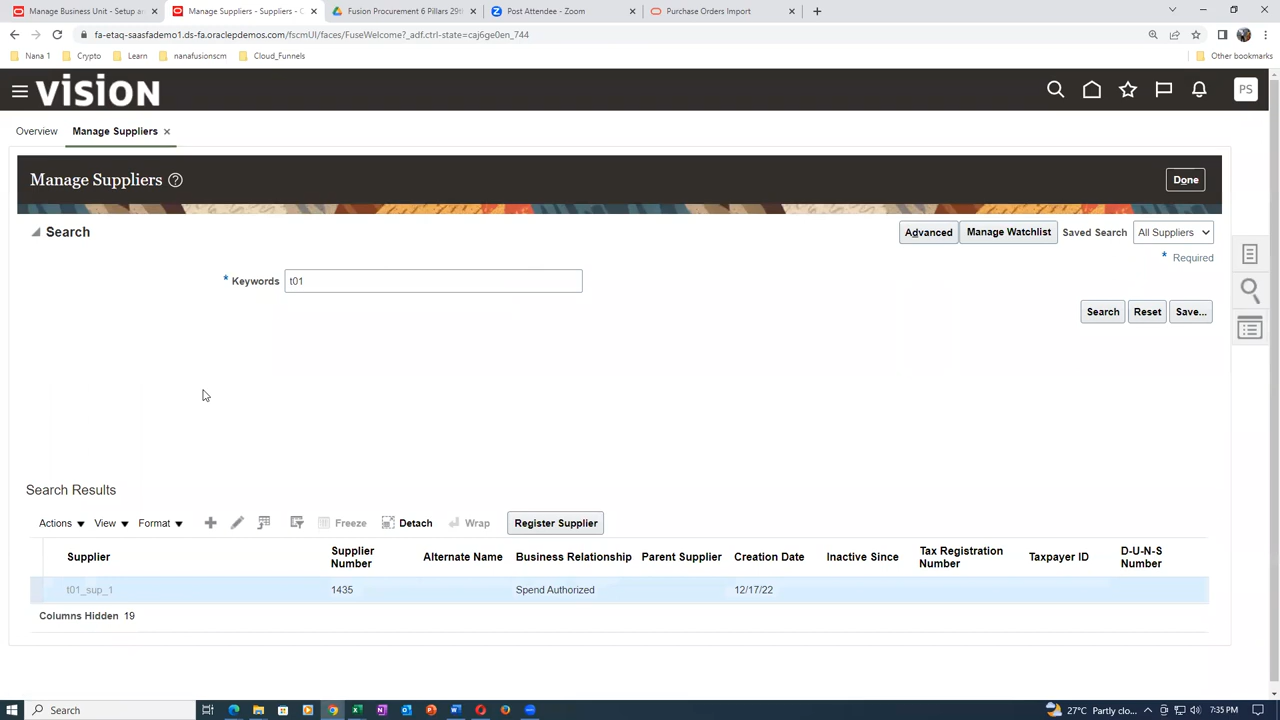 Manage Business Unit - Setup an
Manage Suppliers - Suppliers - O
Fusion Procurement 6 Pillars 29th
Post Attendee - Zoom
Purchase Orders Import
fa-etaq-saasfademo1.ds-fa.oraclepdemos.com/fscmUI/faces/FuseWelcome?_adf.ctrl-state=caj6ge0en_744
Nana 1
Crypto
Learn
nanafusionscm
Cloud_Funnels
Other bookmarks
VISION
PS
Overview
Manage Suppliers
Manage Suppliers
Done
Search
Advanced
Manage Watchlist
Saved Search
All Suppliers
* Required
* Keywords
t01
Search
Reset
Save...
Search Results
Actions
View
Format
Freeze
Detach
Wrap
Register Supplier
Supplier
Supplier Number
Alternate Name
Business Relationship
Parent Supplier
Creation Date
Inactive Since
Tax Registration Number
Taxpayer ID
D-U-N-S Number
t01_sup_1
1435
Spend Authorized
12/17/22
Columns Hidden 19
Search
27°C Partly clo...
7:35 PM